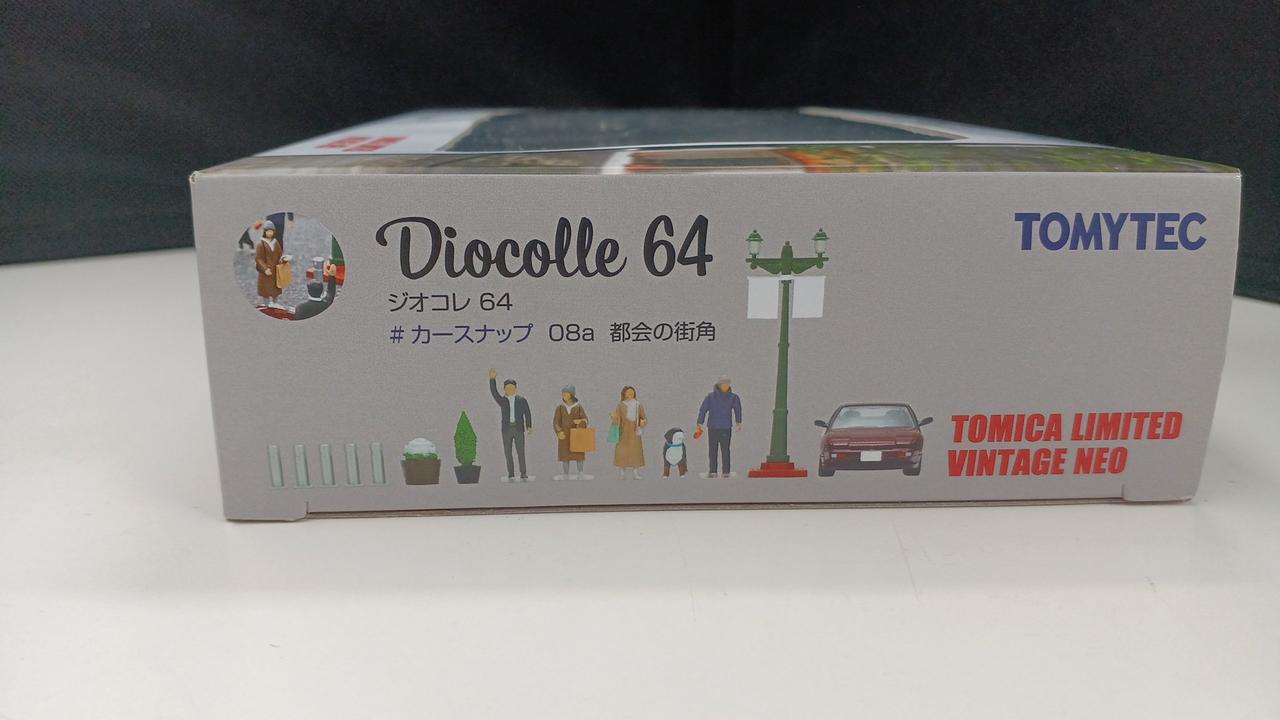 Diocolle 64
ジオコレ 64
# カースナップ 08a 都会の街角
TOMYTEC
TOMICA LIMITED
VINTAGE NEO